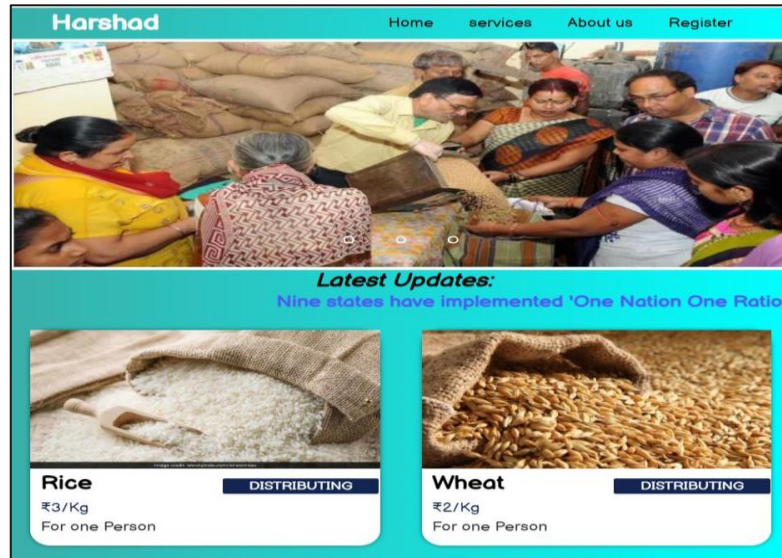 Harshad Home services About us Register
Latest Updates:
Nine states have implemented 'One Nation One Ratio
Rice DISTRIBUTING
₹3/Kg
For one Person
Wheat DISTRIBUTING
₹2/Kg
For one Person